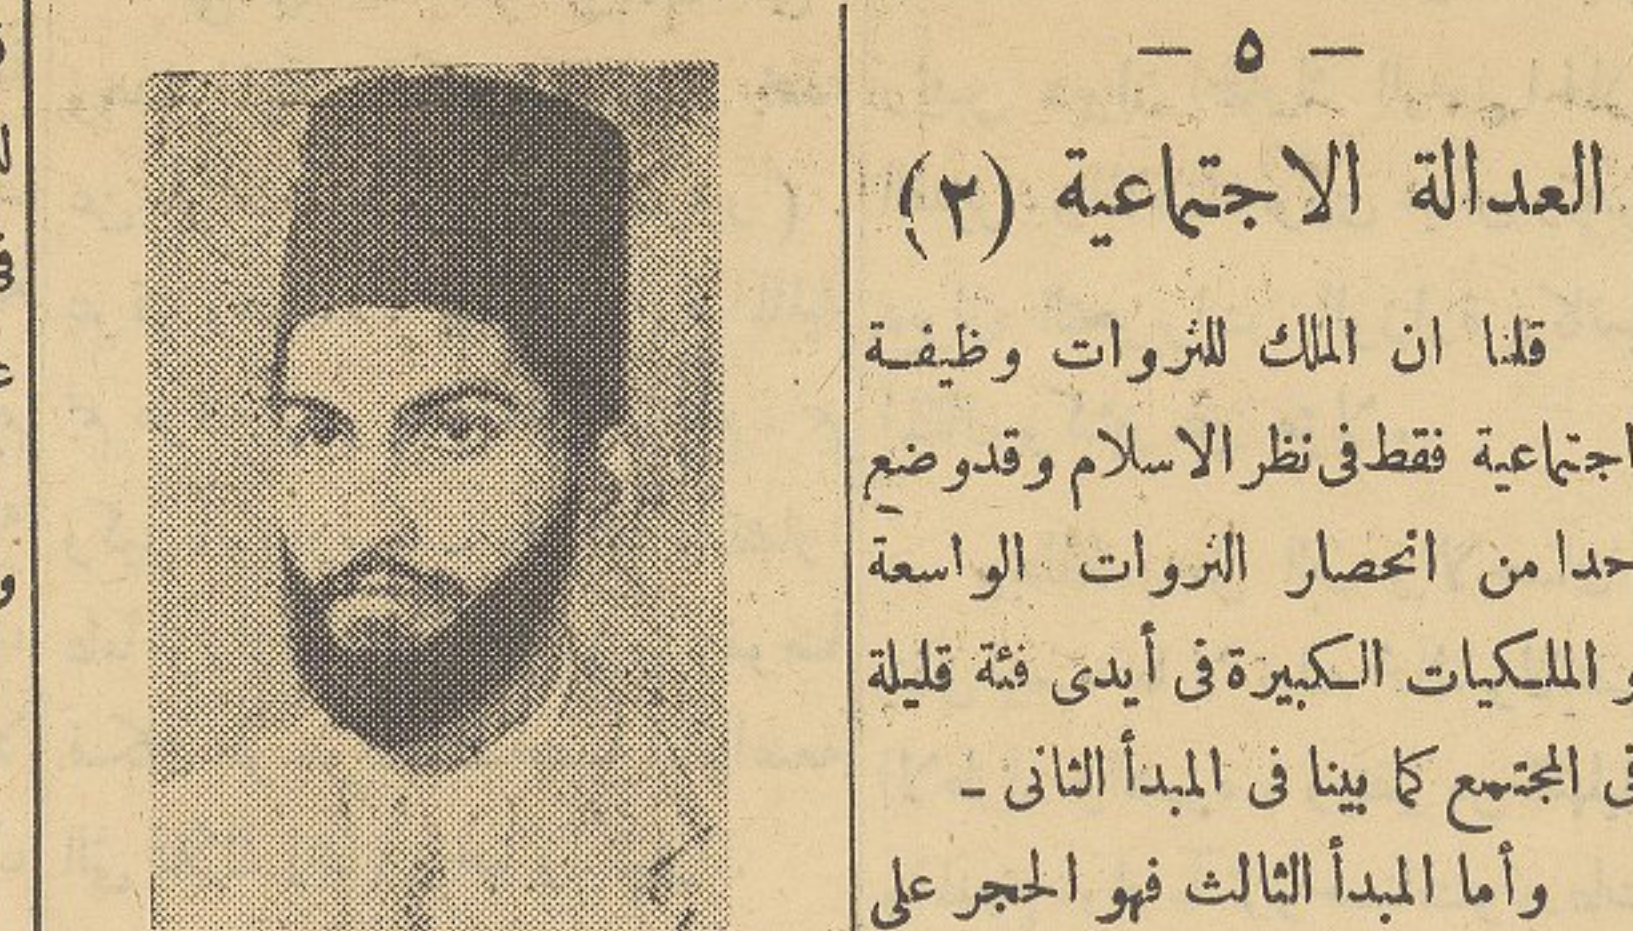 — ٥ —
العدالة الاجتماعية (٢)
قلنا ان الملك للثروات وظيفة
اجتماعية فقط فى نظر الاسلام وقد وضع
حدا من انحصار الثروات الواسعة
و الملكيات الكبيرة فى أيدى فئة قليلة
فى المجتمع كما بينا فى المبدأ الثانى -
وأما المبدأ الثالث فهو الحجر على